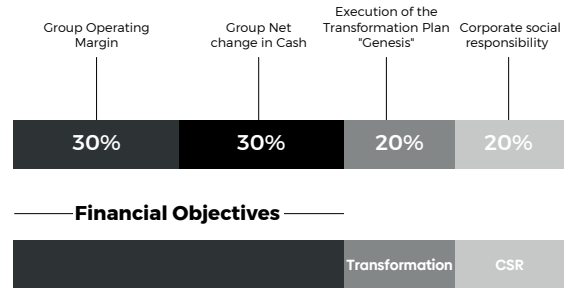 Group Operating
Margin
Group Net
change in Cash
Execution of the
Transformation Plan
"Genesis"
Corporate social
responsibility
30%
30%
20%
20%
Financial Objectives
Transformation
CSR